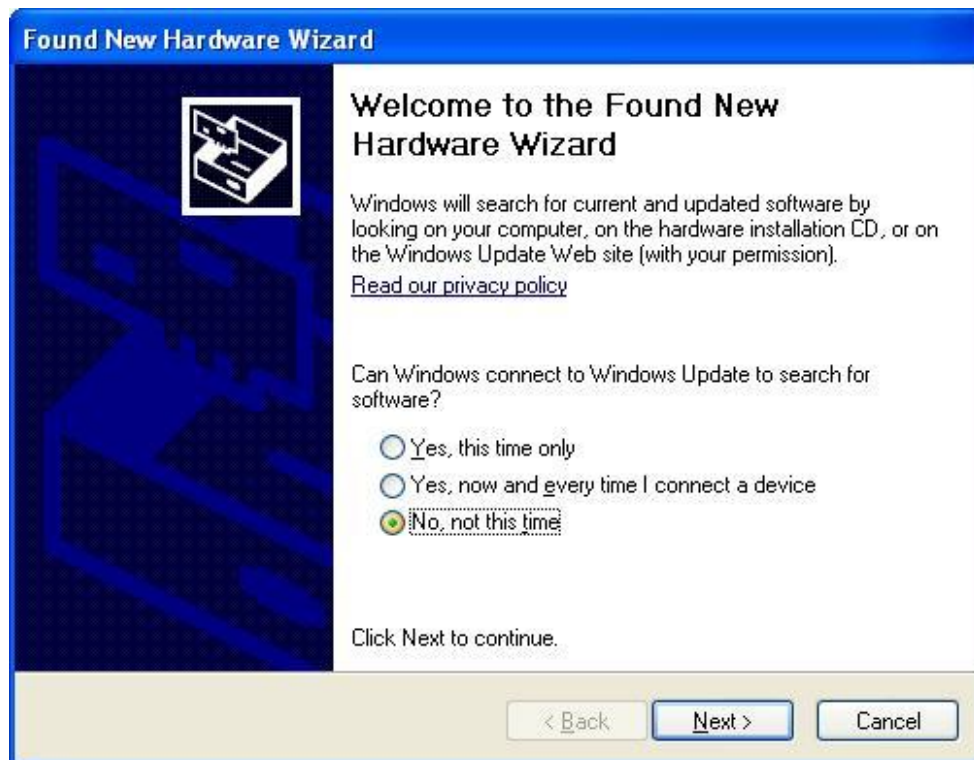 Found New Hardware Wizard
Welcome to the Found New
Hardware Wizard
Windows will search for current and updated software by
looking on your computer, on the hardware installation CD, or on
the Windows Update Web site (with your permission).
Read our privacy policy
Can Windows connect to Windows Update to search for
software?
Yes, this time only
Yes, now and every time I connect a device
No, not this time
Click Next to continue.
< Back Next > Cancel